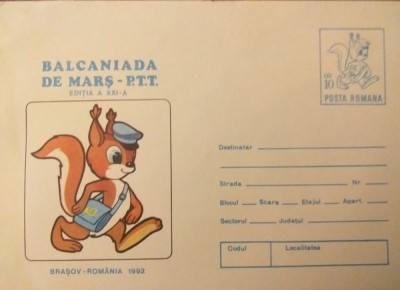 BALCANIADA
DE MARŞ - P.T.T.
EDIŢIA A XXI-A
BRAŞOV-ROMÂNIA 1993
10
POSTA ROMANA
Destinatar
Strada Nr.
Blocul Scara Etajul Apart.
Sectorul Judeţul
Codul Localitatea